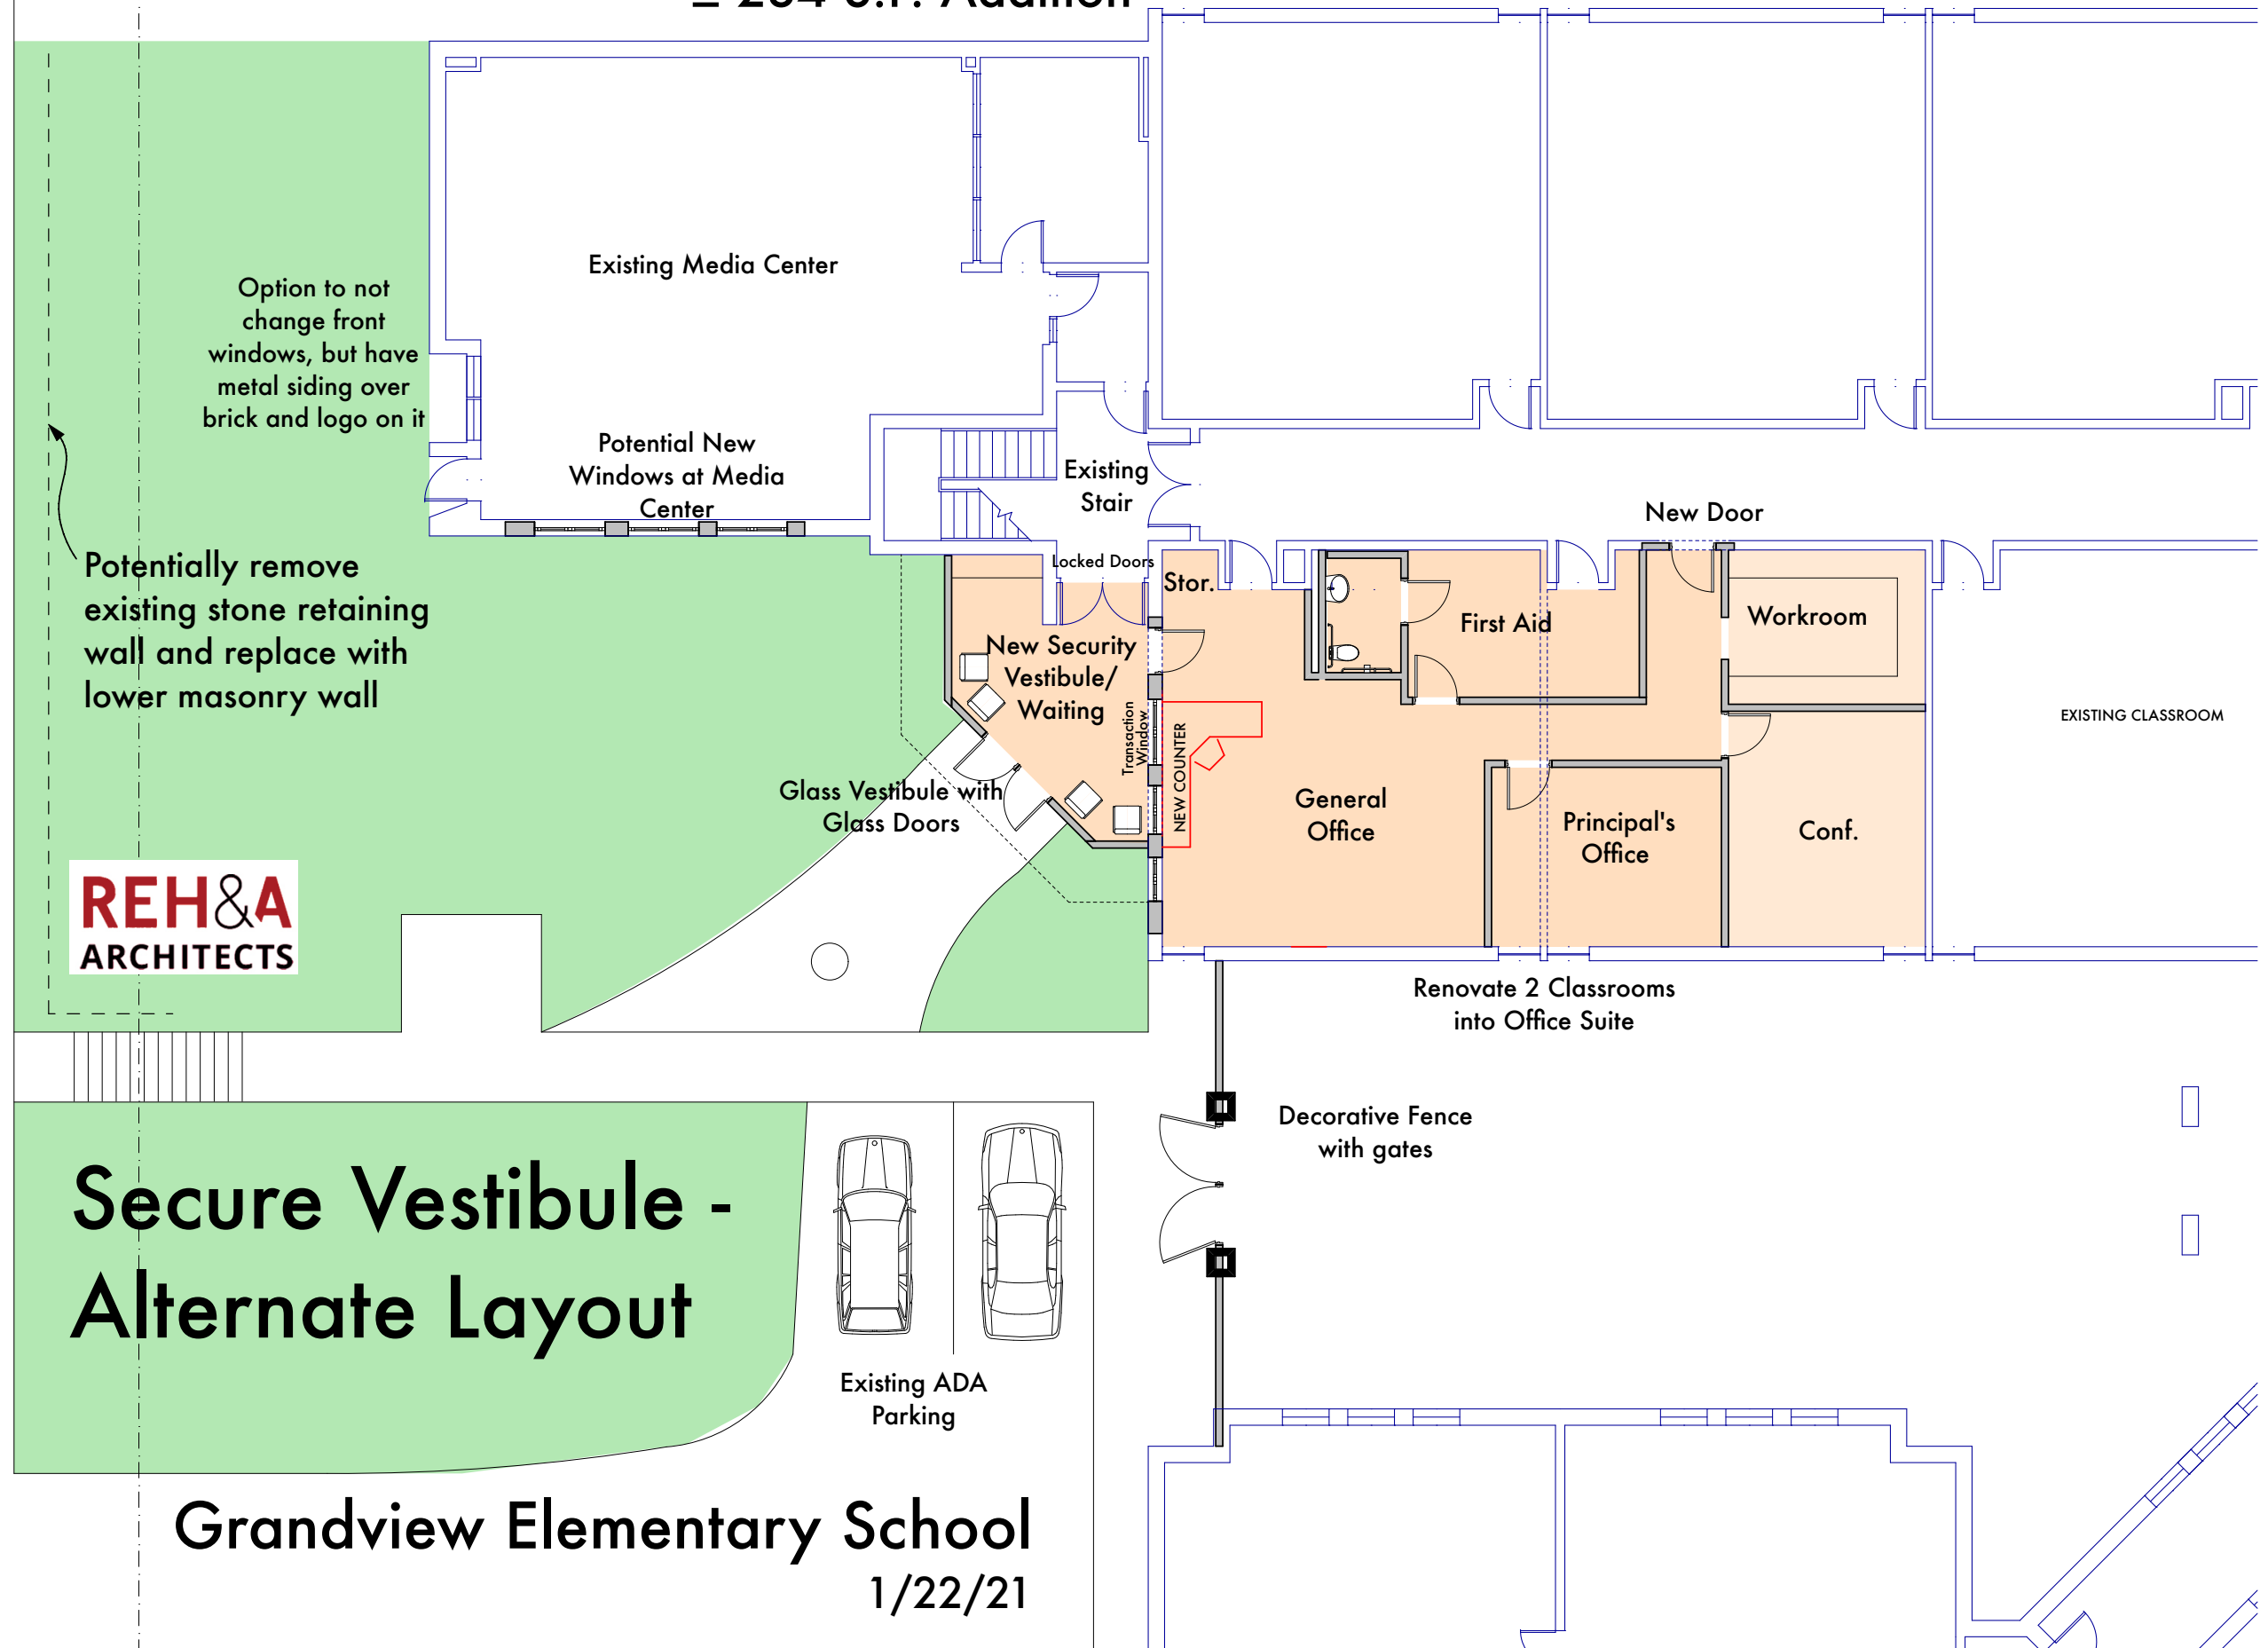 Existing Media Center
Option to not
change front
windows, but have
metal siding over
brick and logo on it
Potential New
Windows at Media
Center
Existing
Stair
New Door
Locked Doors
Stor.
First Aid
Workroom
Potentially remove
existing stone retaining
wall and replace with
lower masonry wall
New Security
Vestibule/
Waiting
Transaction
Window
NEW COUNTER
EXISTING CLASSROOM
Glass Vestibule with
Glass Doors
General
Office
Principal's
Office
Conf.
REH&A
ARCHITECTS
Renovate 2 Classrooms
into Office Suite
Decorative Fence
with gates
Secure Vestibule -
Alternate Layout
Existing ADA
Parking
Grandview Elementary School
1/22/21